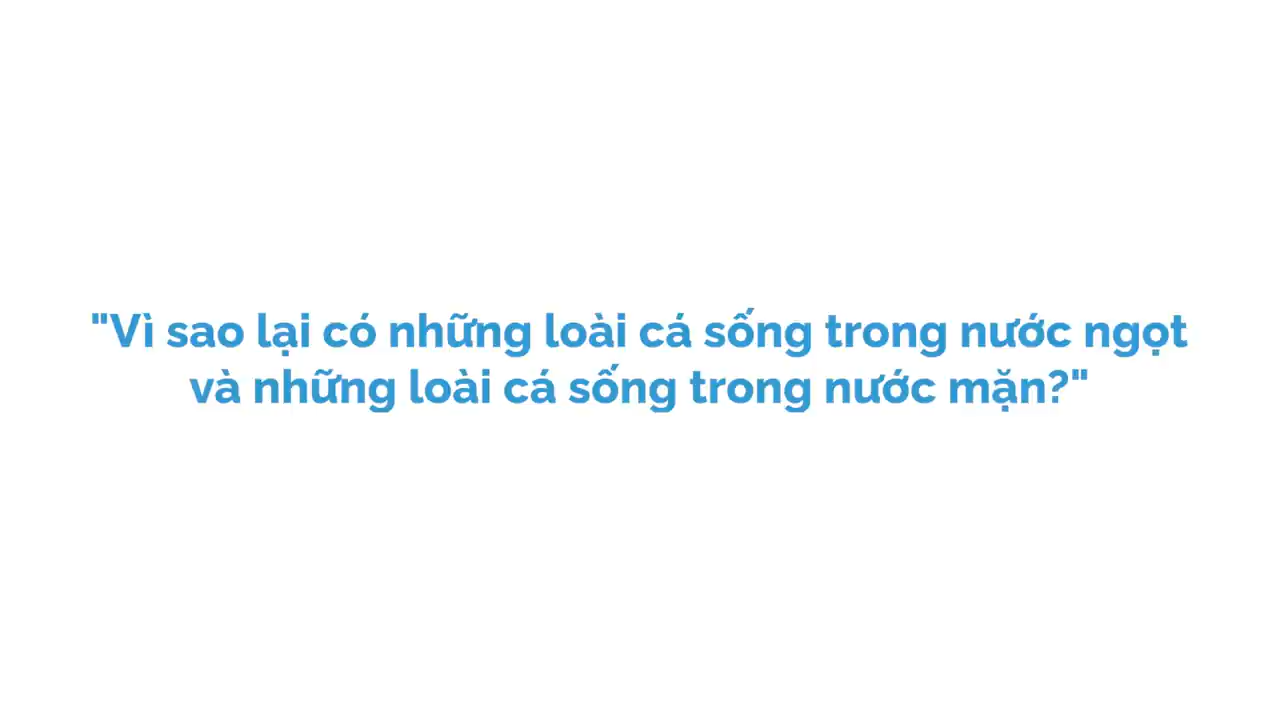 "Vì sao lại có những loài cá sống trong nước ngọt
và những loài cá sống trong nước mặn?"